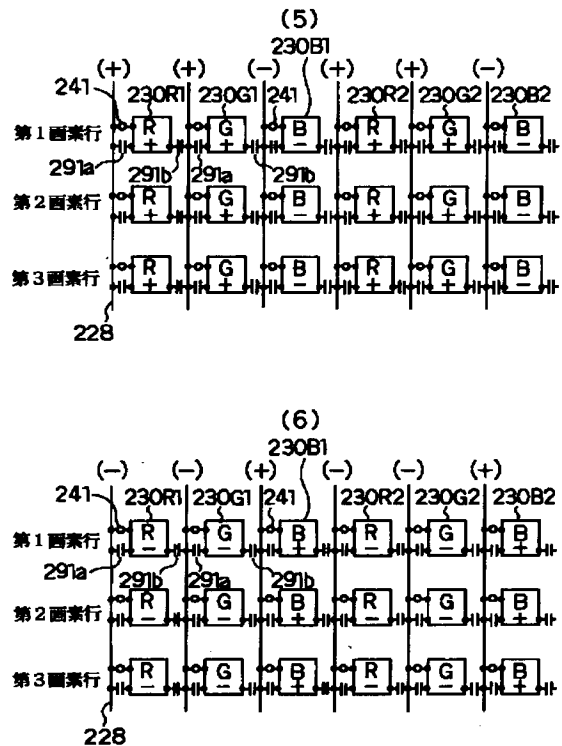 (5)
230B1
(+) (+) (-) (+) (+) (-)
241 230R1 230G1 241 230R2 230G2 230B2
第1画素行 R + G + B - R + G + B -
291a 291b 291a 291b
第2画素行 R + G + B - R + G + B -
第3画素行 R + G + B - R + G + B -
228
(6)
230B1
(-) (-) (+) (-) (-) (+)
241 230R1 230G1 241 230R2 230G2 230B2
第1画素行 R - G - B + R - G - B +
291a 291b 291a 291b
第2画素行 R - G - B + R - G - B +
第3画素行 R - G - B + R - G - B +
228